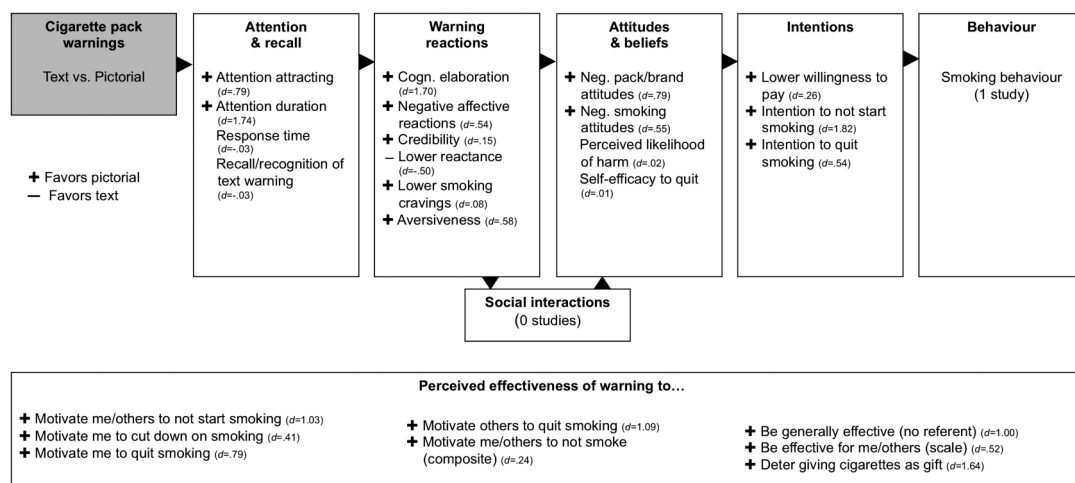 Cigarette pack
warnings
Text vs. Pictorial
✚ Favors pictorial
— Favors text
Attention
& recall
✚ Attention attracting
(d=.79)
✚ Attention duration
(d=1.74)
Response time
(d=-.03)
Recall/recognition of
text warning
(d=-.03)
Warning
reactions
✚ Cogn. elaboration
(d=1.70)
✚ Negative affective
reactions (d=.54)
✚ Credibility (d=.15)
– Lower reactance
(d=-.50)
✚ Lower smoking
cravings (d=.08)
✚ Aversiveness (d=.58)
Attitudes
& beliefs
✚ Neg. pack/brand
attitudes (d=.79)
✚ Neg. smoking
attitudes (d=.55)
Perceived likelihood
of harm (d=.02)
Self-efficacy to quit
(d=.01)
Intentions
✚ Lower willingness to
pay (d=.26)
✚ Intention to not start
smoking (d=1.82)
✚ Intention to quit
smoking (d=.54)
Behaviour
Smoking behaviour
(1 study)
Social interactions
(0 studies)
Perceived effectiveness of warning to…
✚ Motivate me/others to not start smoking (d=1.03)
✚ Motivate me to cut down on smoking (d=.41)
✚ Motivate me to quit smoking (d=.79)
✚ Motivate others to quit smoking (d=1.09)
✚ Motivate me/others to not smoke
(composite) (d=.24)
✚ Be generally effective (no referent) (d=1.00)
✚ Be effective for me/others (scale) (d=.52)
✚ Deter giving cigarettes as gift (d=1.64)